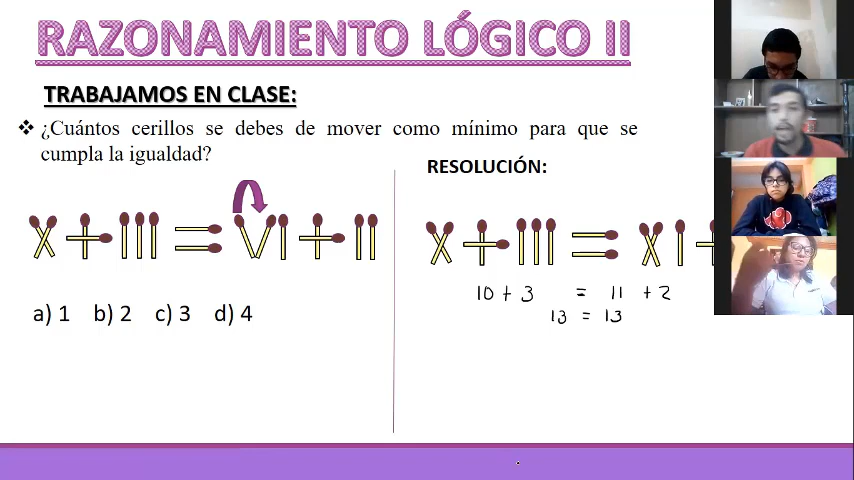 RAZONAMIENTO LÓGICO II
TRABAJAMOS EN CLASE:
❖ ¿Cuántos cerillos se debes de mover como mínimo para que se
cumpla la igualdad?
RESOLUCIÓN:
X + III = VI + II
X + III = XI +
a) 1 b) 2 c) 3 d) 4
10 + 3 = 11 + 2
13 = 13